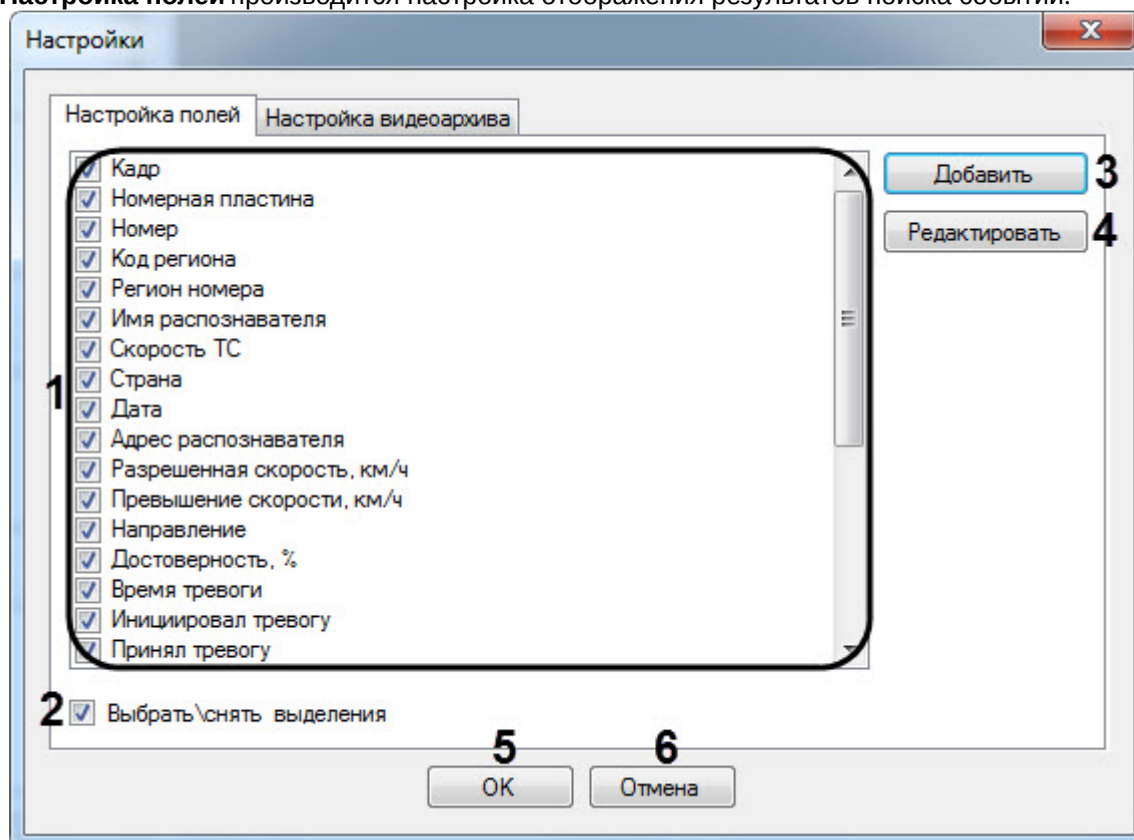 Настройка полей производится настройка отображения результатов поиска событий.
Настройки
Настройка полей Настройка видеоархива
Кадр
Номерная пластина
Номер
Код региона
Регион номера
Имя распознавателя
Скорость ТС
Страна
Дата
Адрес распознавателя
Разрешенная скорость, км/ч
Превышение скорости, км/ч
Направление
Достоверность, %
Время тревоги
Инициировал тревогу
Принял тревогу
1
Добавить 3
Редактировать 4
2 Выбрать\снять выделения
5 6
OK Отмена